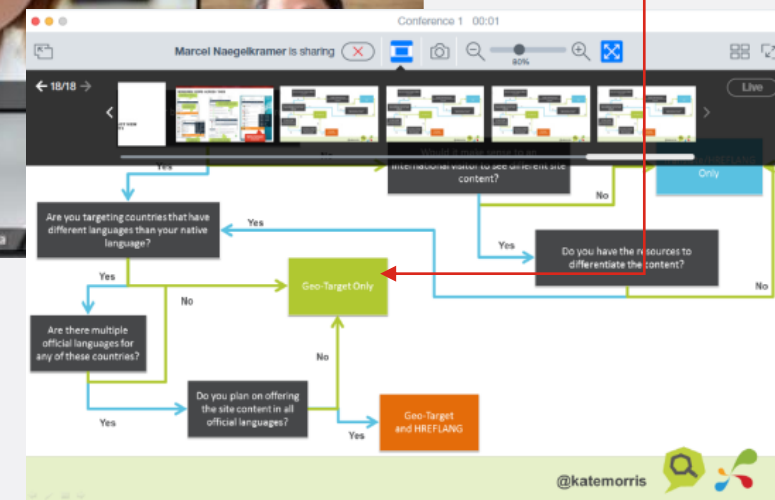 Conference 1 00:01
Marcel Naegelkramer is sharing
80%
18/18
Live
Yes
Would it make sense to an
international visitor to see different site
content?
HREFLANG
Only
No
Are you targeting countries that have
different languages than your native
language?
Yes
Yes
Do you have the resources to
differentiate the content?
Yes
No
Geo-Target Only
No
Are there multiple
official languages for
any of these countries?
No
Do you plan on offering
the site content in all
official languages?
Yes
Yes
Geo-Target
and HREFLANG
@katemorris